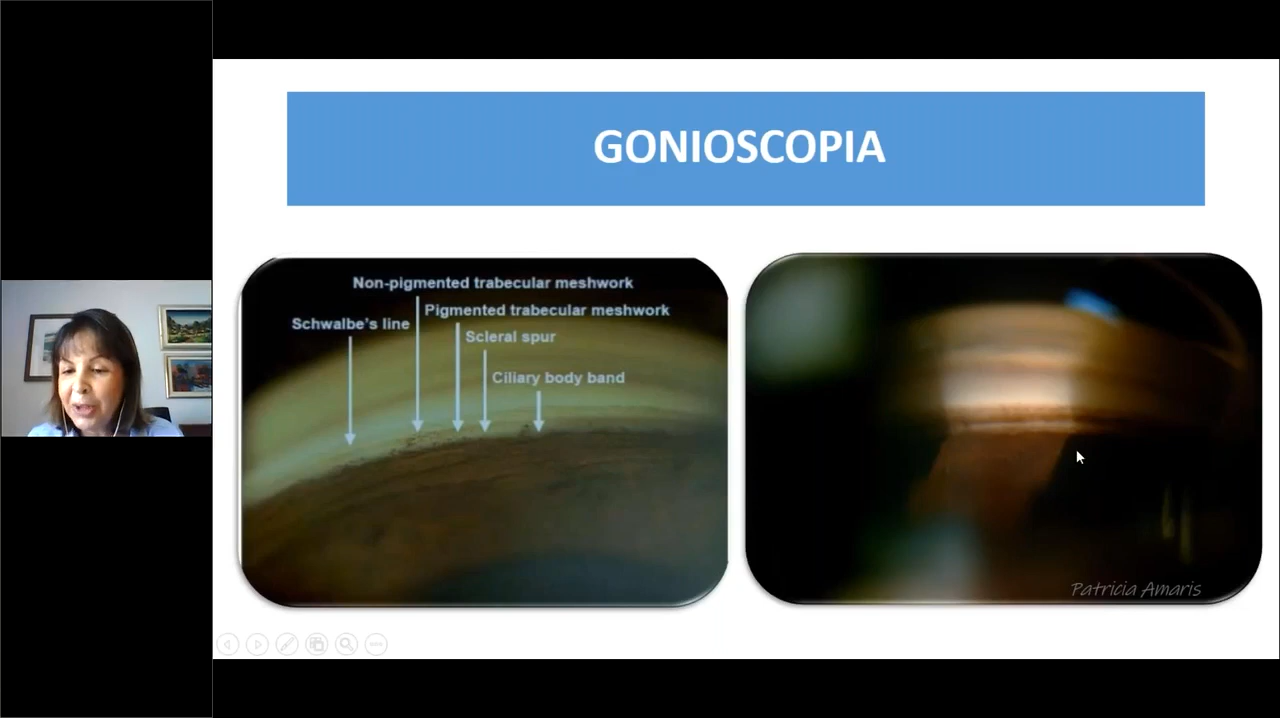 GONIOSCOPIA
Non-pigmented trabecular meshwork
Pigmented trabecular meshwork
Schwalbe's line
Scleral spur
Ciliary body band
Patricia Amaris